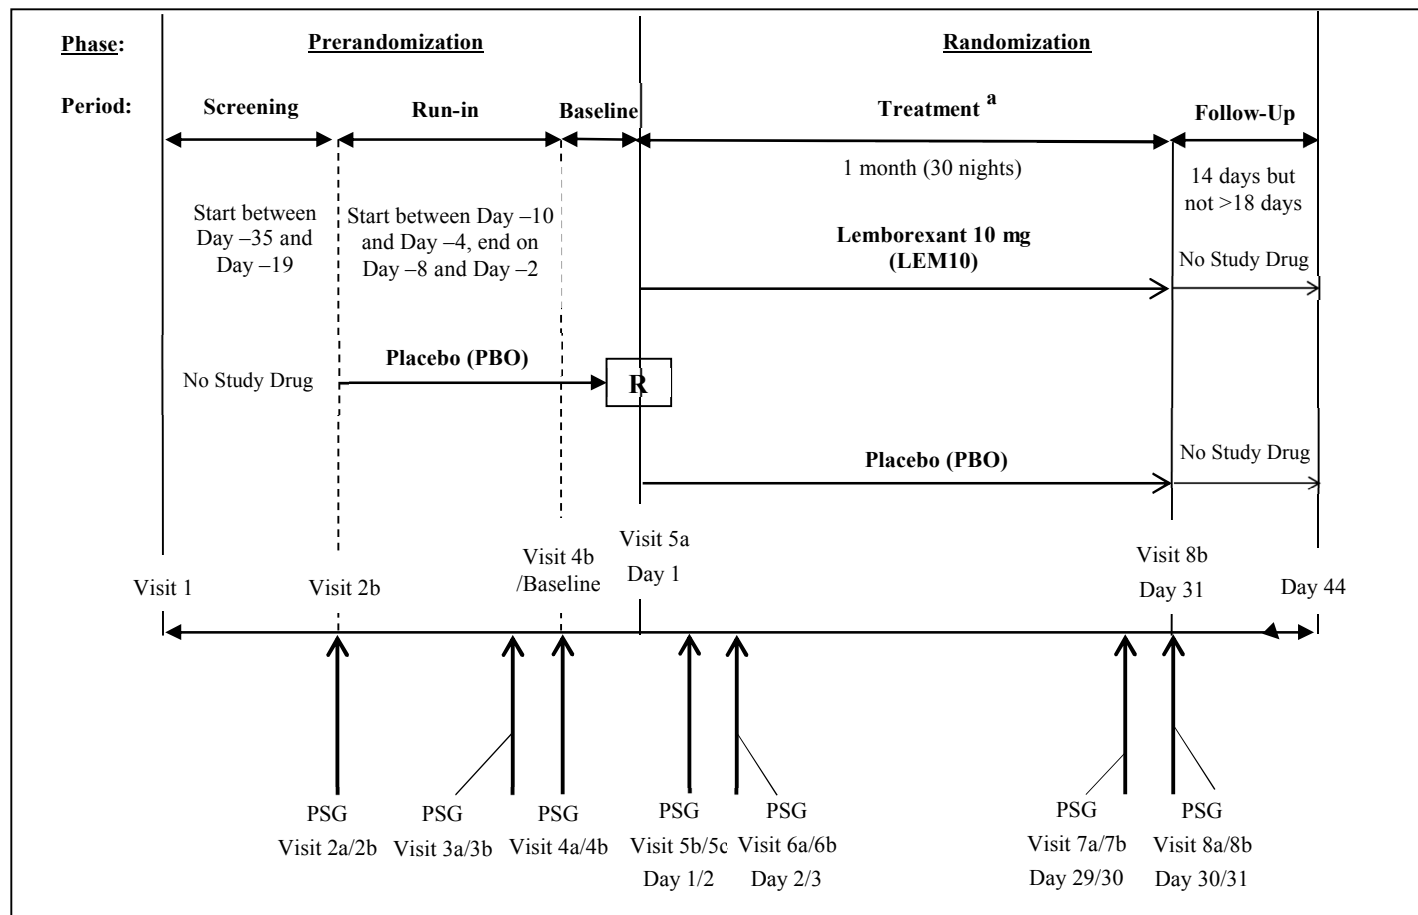 Phase:
Prerandomization
Randomization
Period:
Screening
Run-in
Baseline
Treatment a
Follow-Up
1 month (30 nights)
14 days but
not >18 days
Start between
Day –35 and
Day –19
Start between Day –10
and Day –4, end on
Day –8 and Day –2
Lemborexant 10 mg
(LEM10)
No Study Drug
No Study Drug
Placebo (PBO)
R
Placebo (PBO)
No Study Drug
Visit 1
Visit 2b
Visit 4b
/Baseline
Visit 5a
Day 1
Visit 8b
Day 31
Day 44
PSG
Visit 2a/2b
PSG
Visit 3a/3b
PSG
Visit 4a/4b
PSG
Visit 5b/5c
Day 1/2
PSG
Visit 6a/6b
Day 2/3
PSG
Visit 7a/7b
Day 29/30
PSG
Visit 8a/8b
Day 30/31